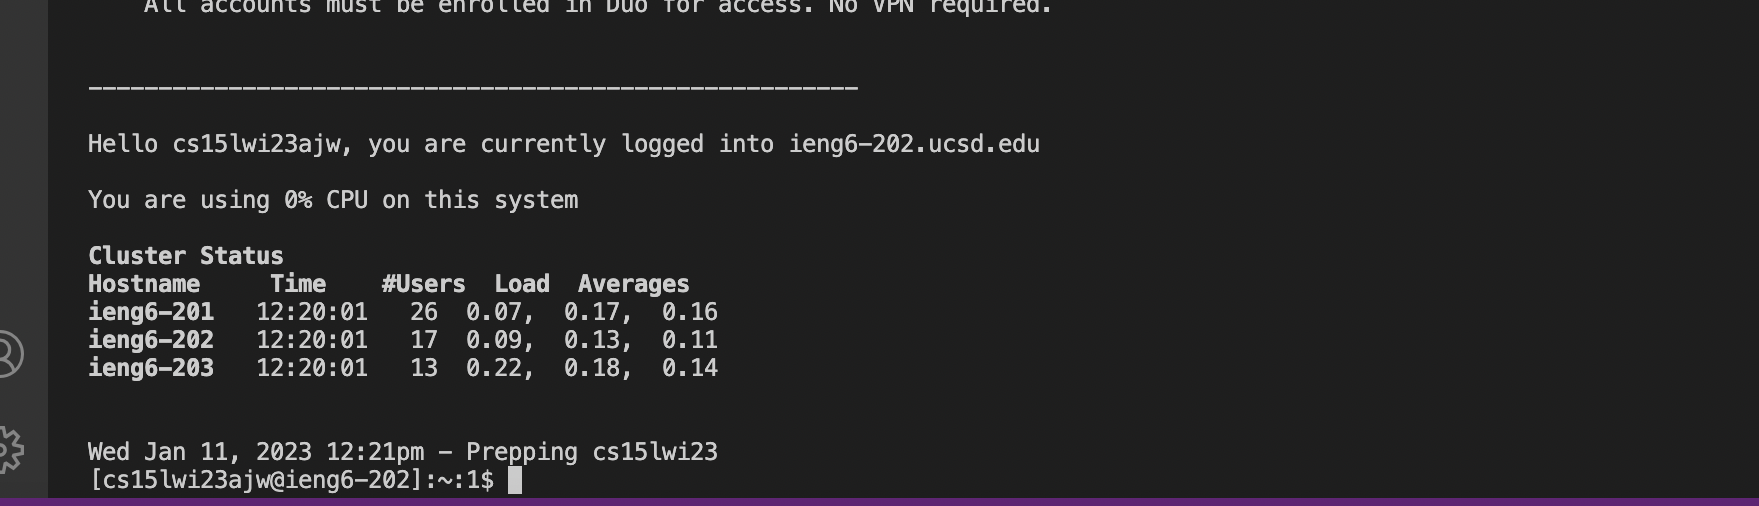 All accounts must be enrolled in Duo for access. No VPN required.
-------------------------------------------------------
Hello cs15lwi23ajw, you are currently logged into ieng6-202.ucsd.edu
You are using 0% CPU on this system
Cluster Status
Hostname     Time    #Users  Load  Averages
ieng6-201   12:20:01   26  0.07,  0.17,  0.16
ieng6-202   12:20:01   17  0.09,  0.13,  0.11
ieng6-203   12:20:01   13  0.22,  0.18,  0.14
Wed Jan 11, 2023 12:21pm - Prepping cs15lwi23
[cs15lwi23ajw@ieng6-202]:~:1$